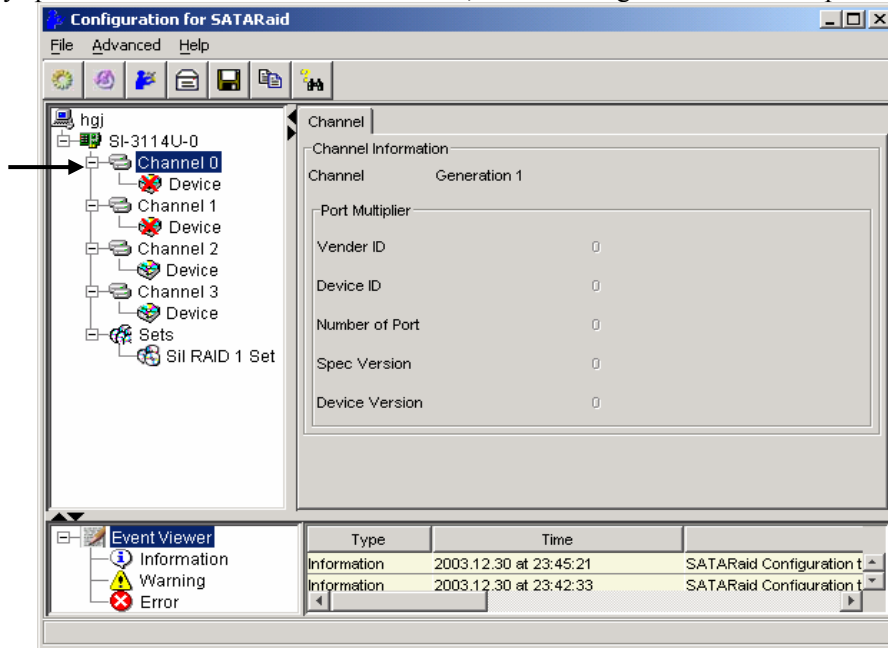 Configuration for SATARaid
File Advanced Help
hgj
SI-3114U-0
Channel 0
Device
Channel 1
Device
Channel 2
Device
Channel 3
Device
Sets
Sil RAID 1 Set
Channel
Channel Information
Channel Generation 1
Port Multiplier
Vender ID 0
Device ID 0
Number of Port 0
Spec Version 0
Device Version 0
Event Viewer
Information
Warning
Error
Type Time
Information 2003.12.30 at 23:45:21 SATARaid Configuration t
Information 2003.12.30 at 23:42:33 SATARaid Configuration t